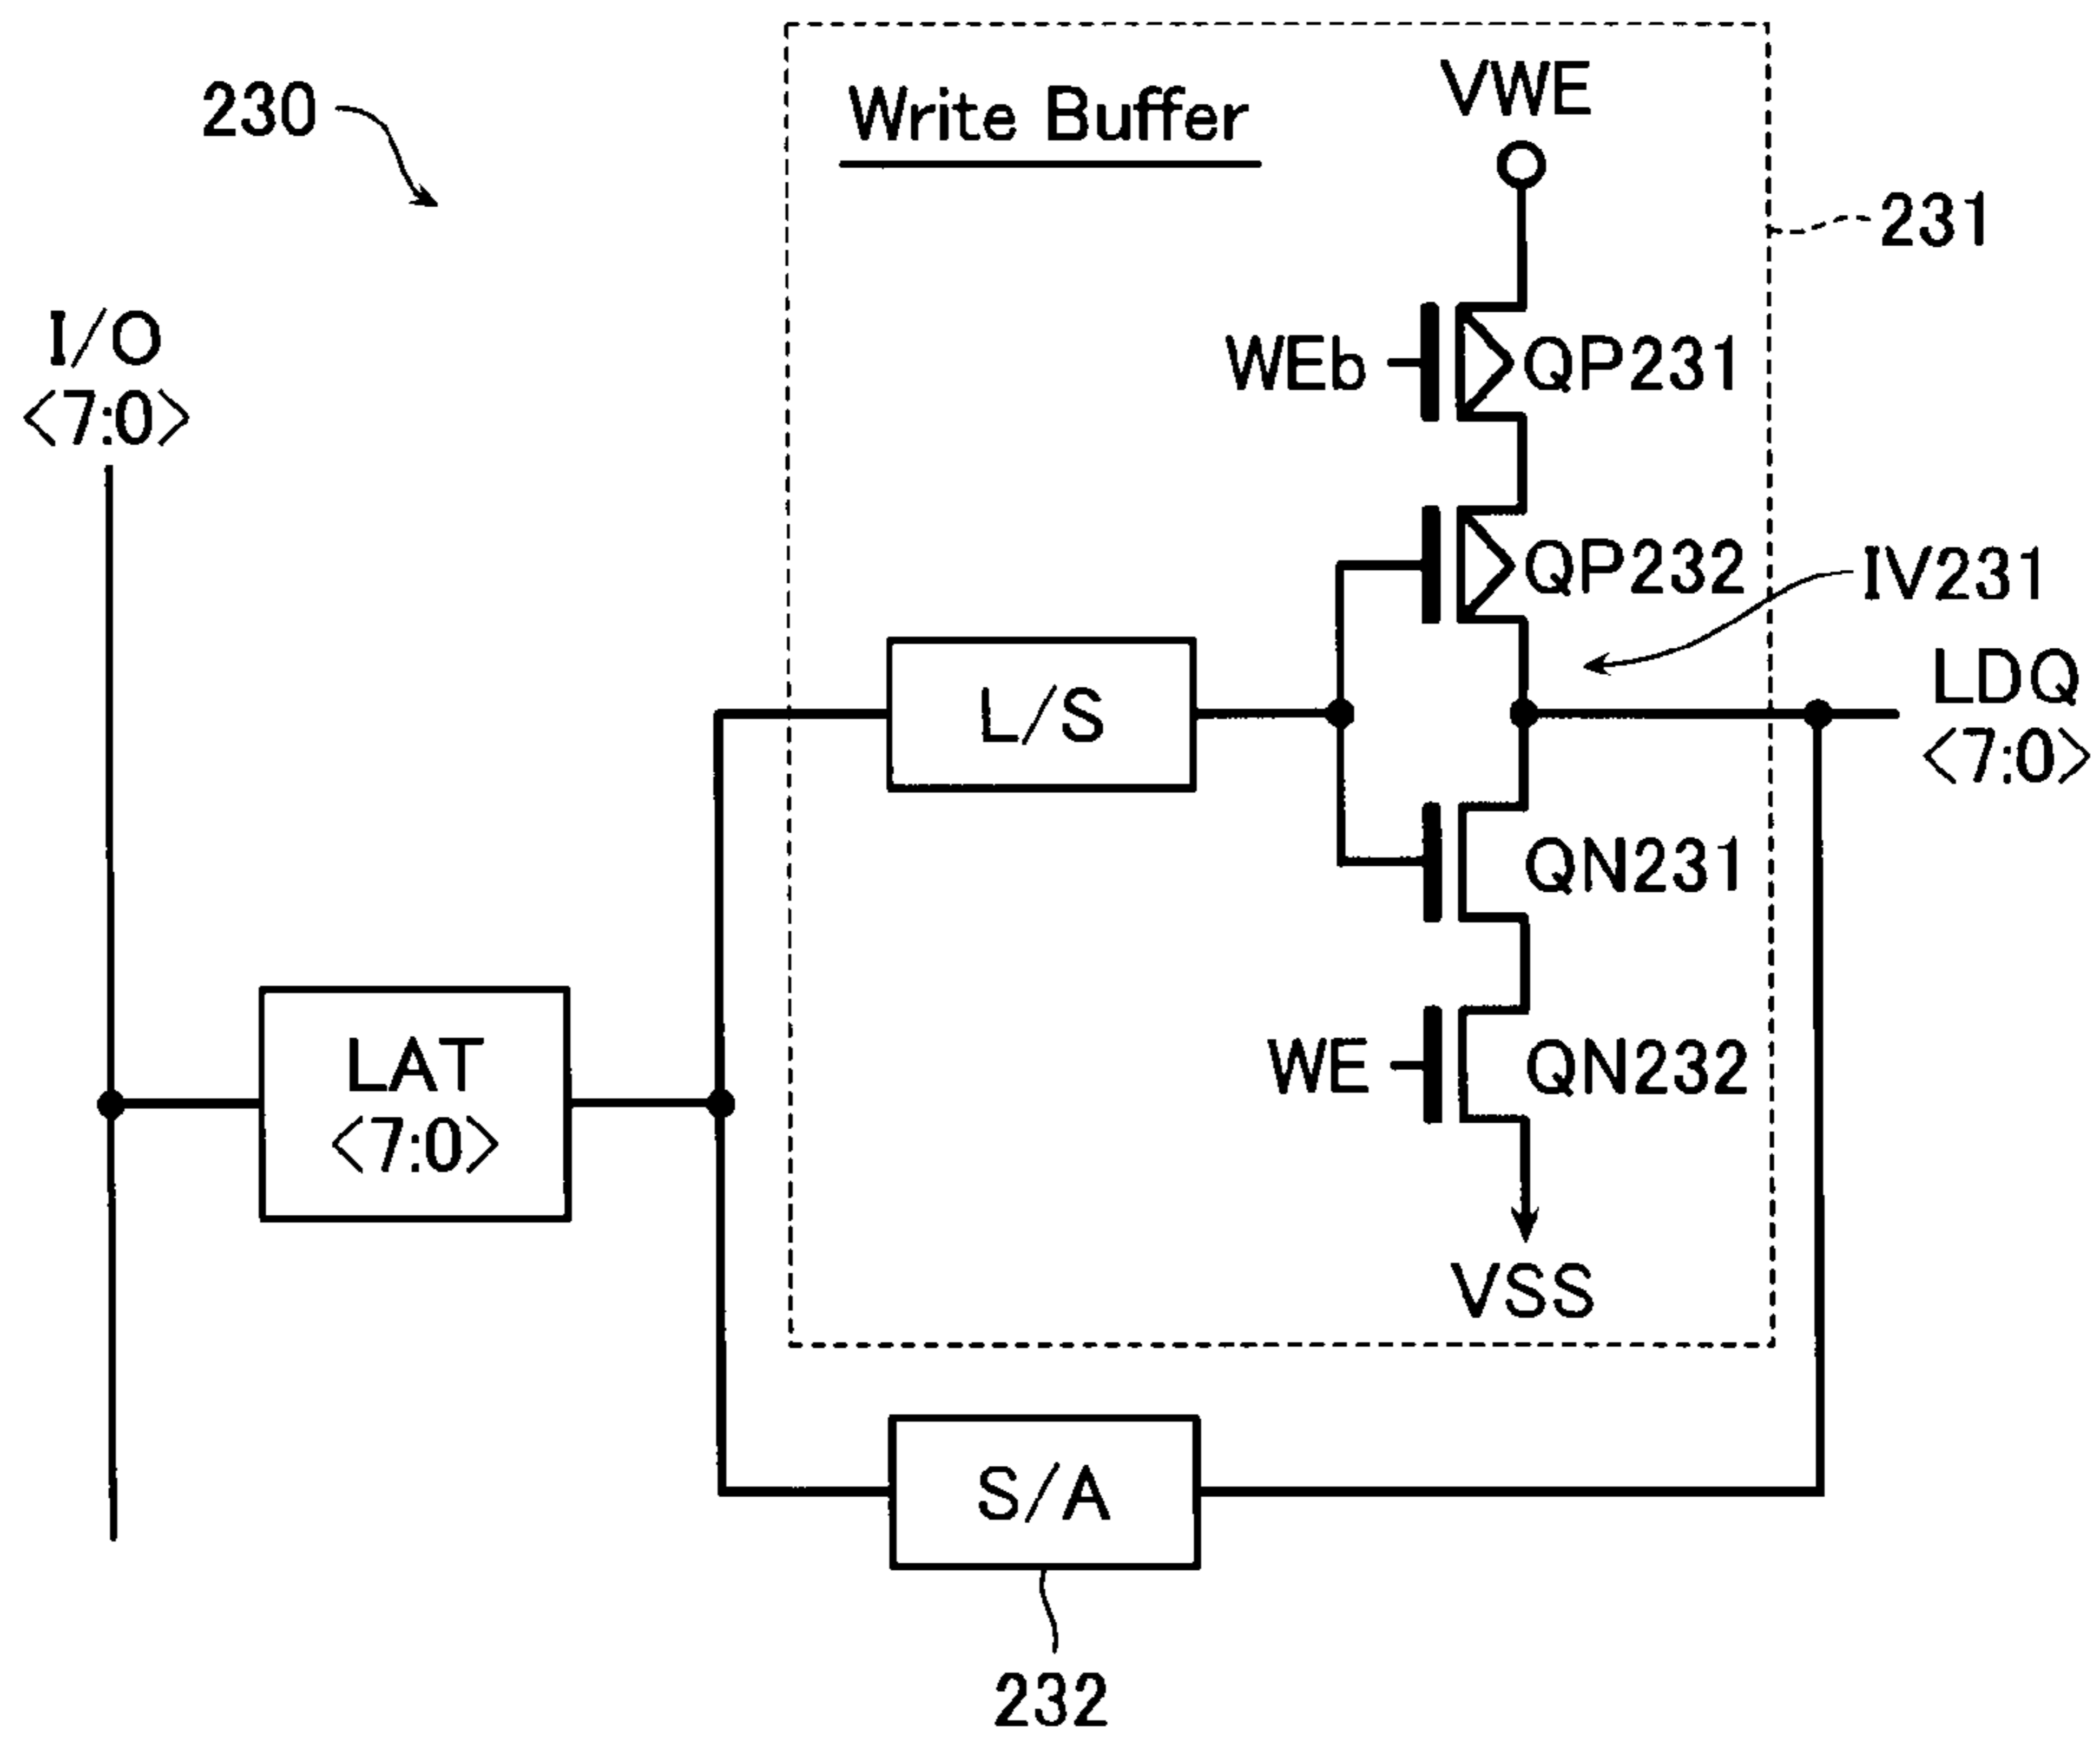 230
Write Buffer
VWE
231
I/O
<7:0>
WEb
QP231
QP232
IV231
L/S
LDQ
<7:0>
QN231
LAT
<7:0>
WE
QN232
VSS
S/A
232